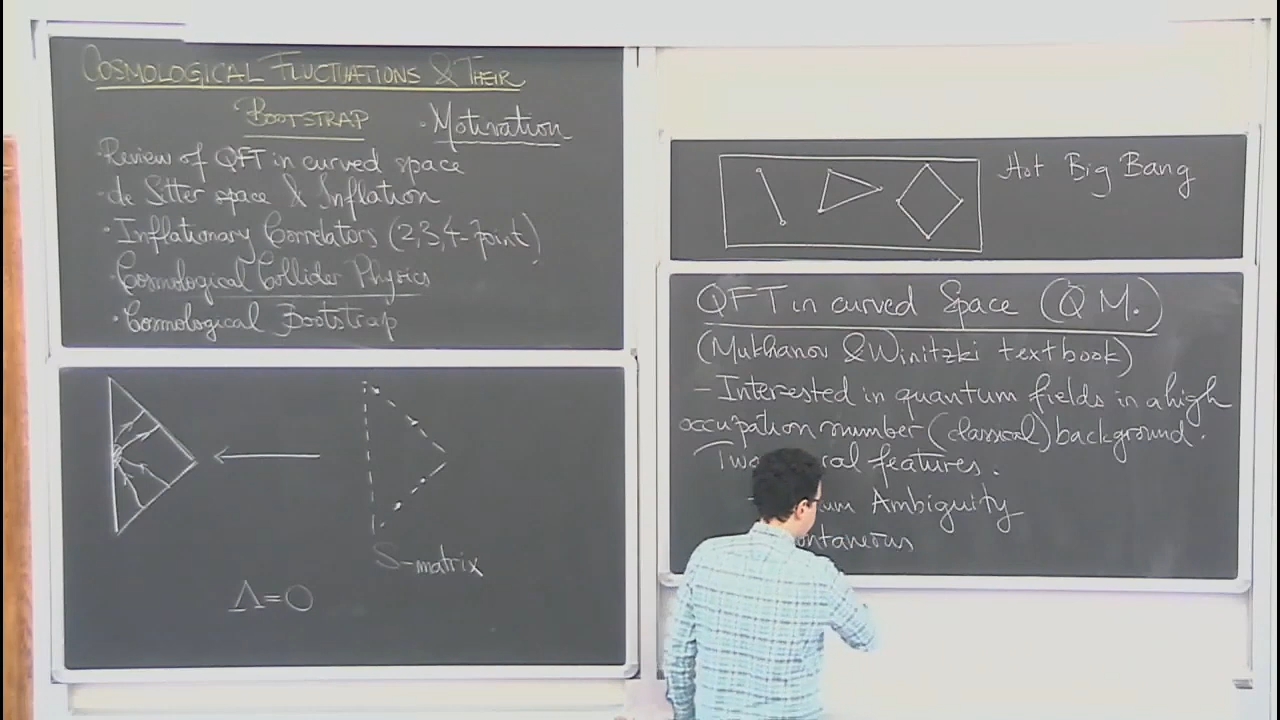 COSMOLOGICAL FLUCTUATIONS & THEIR
BOOTSTRAP
· Motivation
· Review of QFT in curved space
· de Sitter space & Inflation
· Inflationary Correlators (2,3,4-Point)
· Cosmological Collider Physics
· Cosmological Bootstrap
S-matrix
Λ=0
Hot Big Bang
QFT in curved Space (Q M.)
(Mukhanov & Winitzki textbook)
- Interested in quantum fields in a high
occupation number (classical) background.
Two features.
Ambiguity